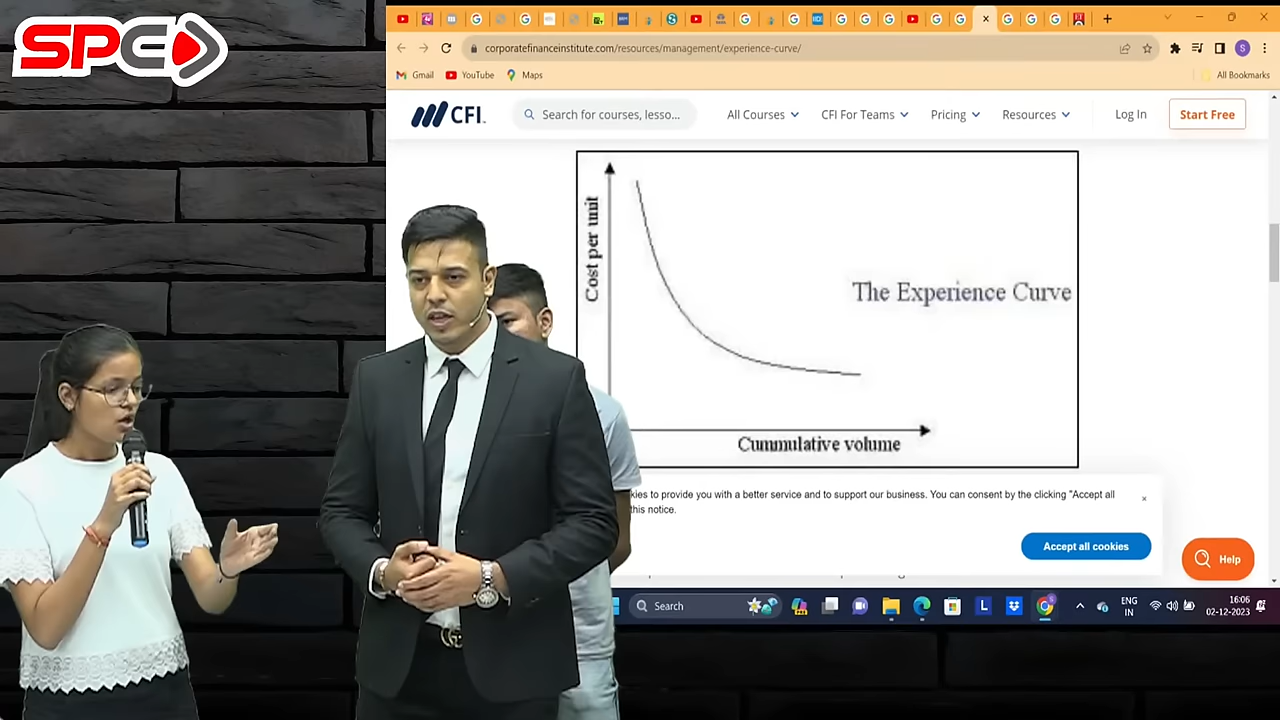 SPED
corporatefinanceinstitute.com/resources/management/experience-curve/
S
Gmail
YouTube
Maps
All Bookmarks
CFI
Search for courses, lesso...
All Courses
CFI For Teams
Pricing
Resources
Log In
Start Free
Cost per unit
The Experience Curve
Cummulative volume
kies to provide you with a better service and to support our business. You can consent by the clicking "Accept all
this notice.
Accept all cookies
Help
Search
ENG
IN
16:06
02-12-2023